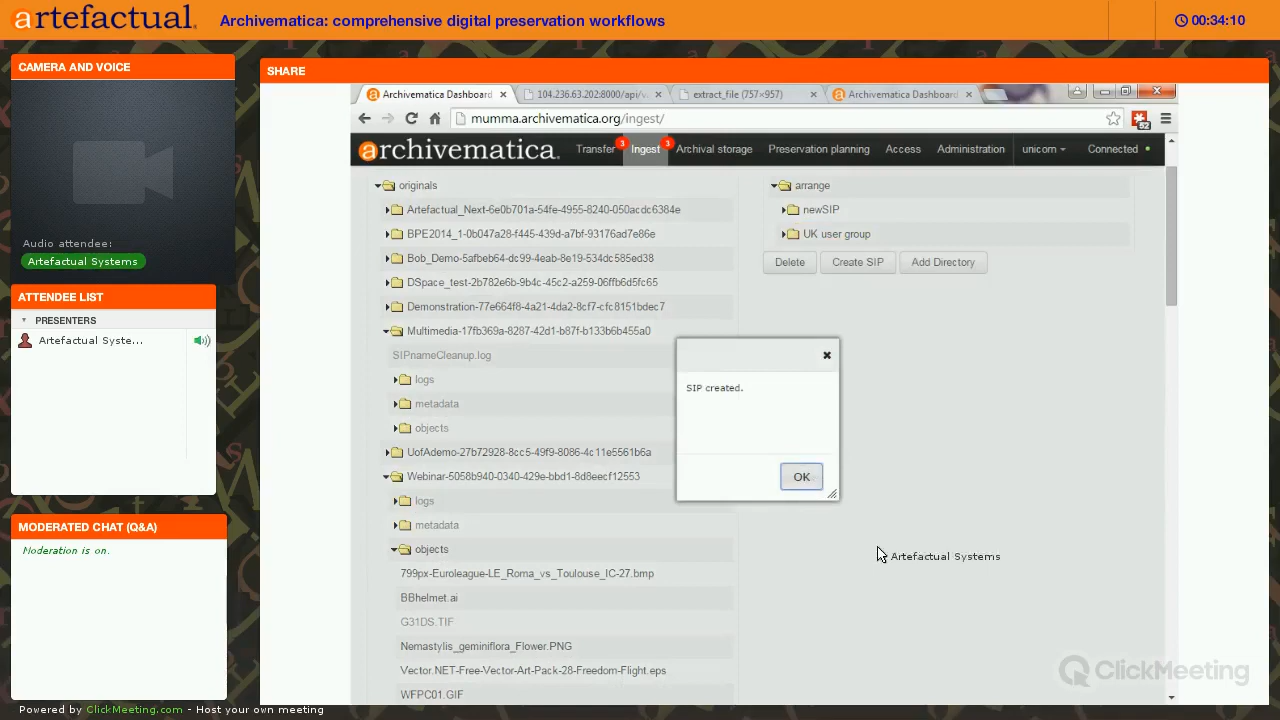 artefactual
Archivematica: comprehensive digital preservation workflows
00:34:10
CAMERA AND VOICE
Audio attendee:
Artefactual Systems
ATTENDEE LIST
PRESENTERS
Artefactual Syste...
MODERATED CHAT (Q&A)
Moderation is on.
SHARE
Archivematica Dashboard
104.236.63.202:8000/api/v
extract_file (757×957)
Archivematica Dashboard
mumma.archivematica.org/ingest/
52
archivematica
Transfer 3
Ingest 3
Archival storage
Preservation planning
Access
Administration
unicorn
Connected
originals
Artefactual_Next-6e0b701a-54fe-4955-8240-050acdc6384e
BPE2014_1-0b047a28-f445-439d-a7bf-93176ad7e86e
Bob_Demo-5afbeb64-dc99-4eab-8e19-534dc585ed38
DSpace_test-2b782e6b-9b4c-45c2-a259-06ffb6d5fc65
Demonstration-77e664f8-4a21-4da2-8cf7-cfc8151bdec7
Multimedia-17fb369a-8287-42d1-b87f-b133b6b455a0
SIPnameCleanup.log
logs
metadata
objects
UofAdemo-27b72928-8cc5-49f9-8086-4c11e5561b6a
Webinar-5058b940-0340-429e-bbd1-8d8eecf12553
logs
metadata
objects
799px-Euroleague-LE_Roma_vs_Toulouse_IC-27.bmp
BBhelmet.ai
G31DS.TIF
Nemastylis_geminiflora_Flower.PNG
Vector.NET-Free-Vector-Art-Pack-28-Freedom-Flight.eps
WFPC01.GIF
arrange
newSIP
UK user group
Delete
Create SIP
Add Directory
SIP created.
OK
Artefactual Systems
ClickMeeting
Powered by ClickMeeting.com - Host your own meeting